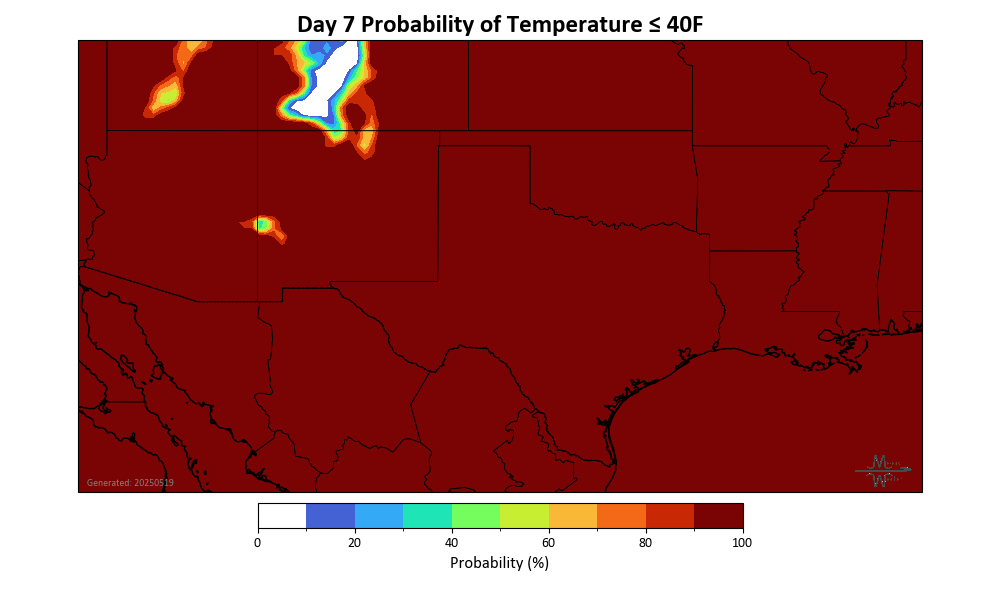 Day 7 Probability of Temperature ≤ 40F
Generated: 20250519
0 20 40 60 80 100
Probability (%)